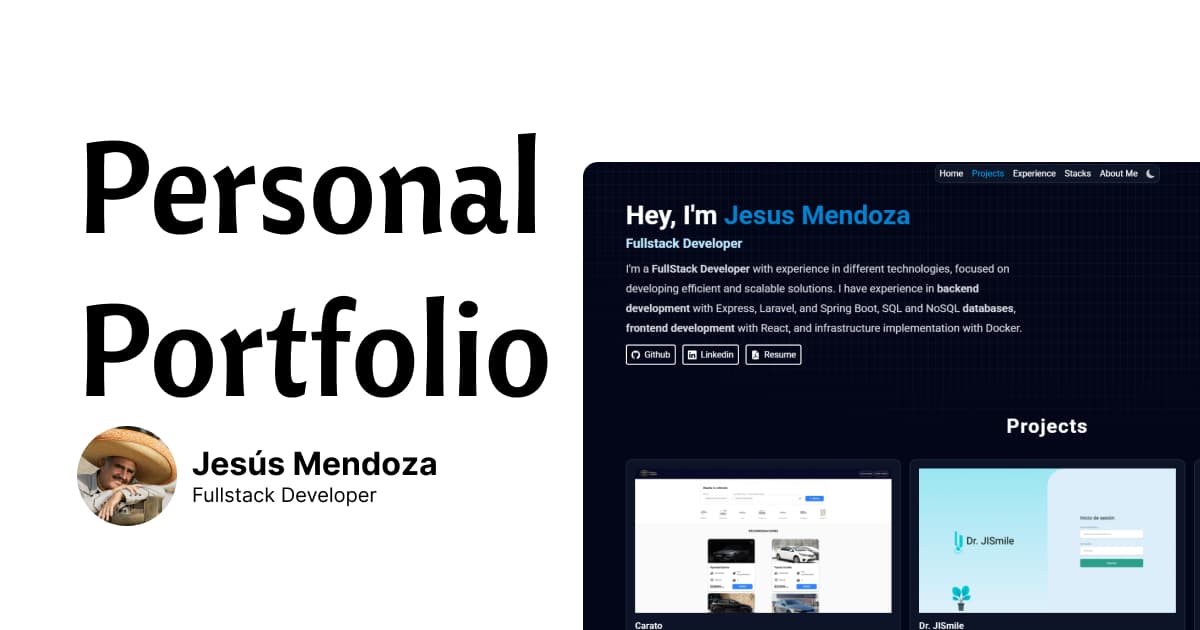 Personal
Portfolio
Jesús Mendoza
Fullstack Developer
Home Projects Experience Stacks About Me
Hey, I'm Jesus Mendoza
Fullstack Developer
I'm a FullStack Developer with experience in different technologies, focused on
developing efficient and scalable solutions. I have experience in backend
development with Express, Laravel, and Spring Boot, SQL and NoSQL databases,
frontend development with React, and infrastructure implementation with Docker.
Github Linkedin Resume
Projects
Carato
Dr. JISmile
Inicio de sesión
Dr. JISmile